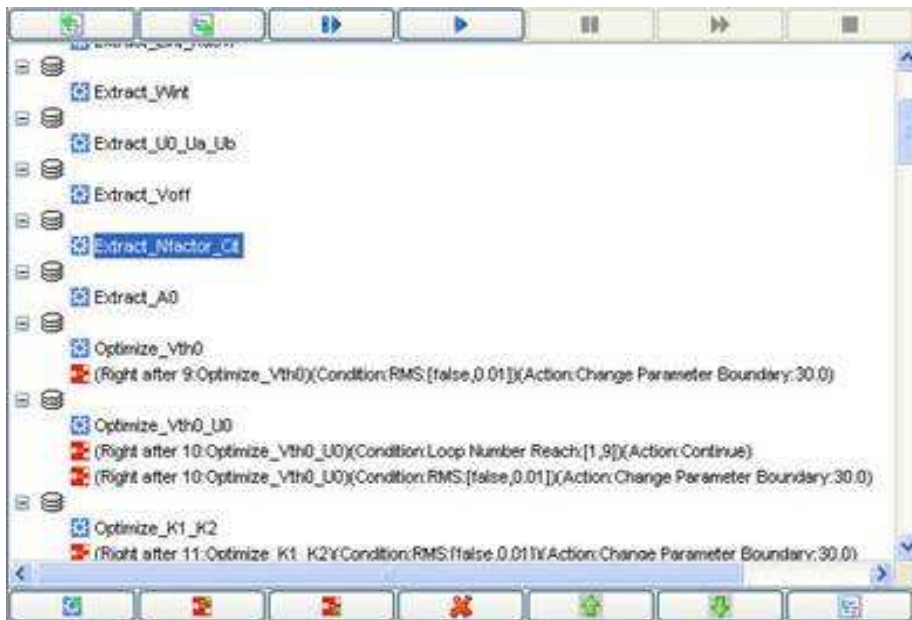 Extract_Wint
Extract_U0_Ua_Ub
Extract_Voff
Extract_Nfactor_Cit
Extract_A0
Optimize_Vth0
(Right after 9:Optimize_Vth0)(Condition:RMS:[false,0.01])(Action:Change Parameter Boundary:30.0)
Optimize_Vth0_U0
(Right after 10:Optimize_Vth0_U0)(Condition:Loop Number Reach:[1,9])(Action:Continue)
(Right after 10:Optimize_Vth0_U0)(Condition:RMS:[false,0.01])(Action:Change Parameter Boundary:30.0)
Optimize_K1_K2
(Right after 11:Optimize_K1_K2)(Condition:RMS:[false,0.01])(Action:Change Parameter Boundary:30.0)